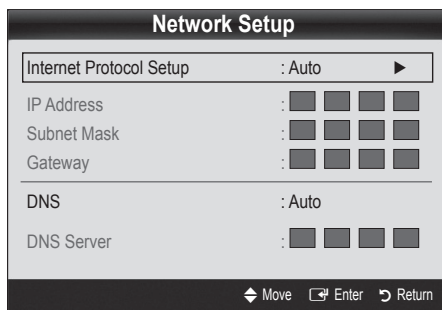 Network Setup
Internet Protocol Setup : Auto ▶
IP Address :
Subnet Mask :
Gateway :
DNS : Auto
DNS Server :
Move Enter Return